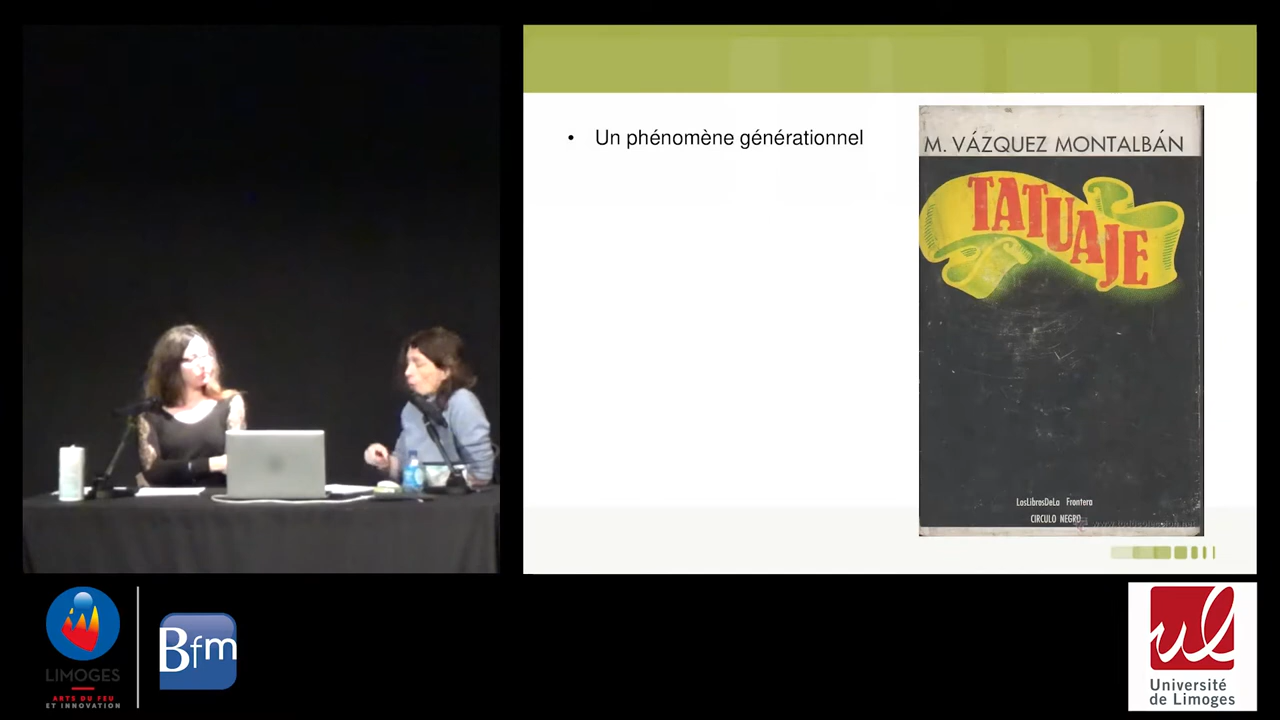 • Un phénomène générationnel
M. VÁZQUEZ MONTALBÁN
TATUAJE
LosLibrosDeLa Frontera
CIRCULO NEGRO
LIMOGES
ARTS DU FEU
ET INNOVATION
Bfm
ul
Université
de Limoges